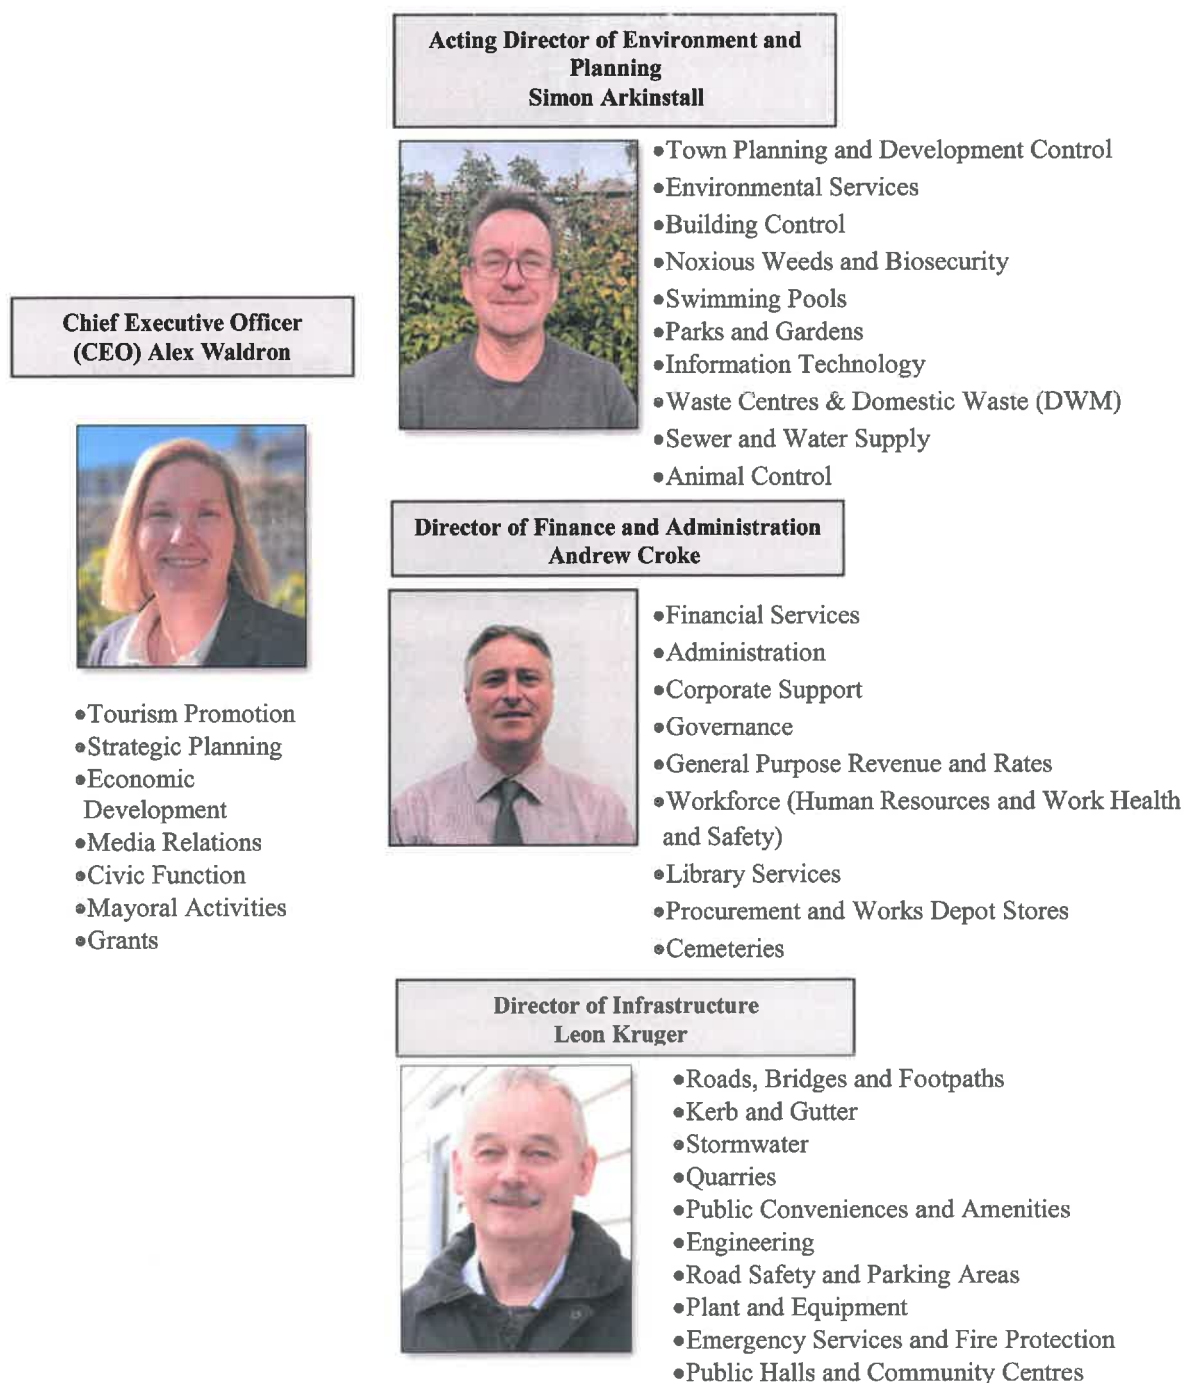 Acting Director of Environment and
Planning
Simon Arkinstall
•Town Planning and Development Control
•Environmental Services
•Building Control
•Noxious Weeds and Biosecurity
•Swimming Pools
•Parks and Gardens
•Information Technology
•Waste Centres & Domestic Waste (DWM)
•Sewer and Water Supply
•Animal Control
Chief Executive Officer
(CEO) Alex Waldron
•Tourism Promotion
•Strategic Planning
•Economic
Development
•Media Relations
•Civic Function
•Mayoral Activities
•Grants
Director of Finance and Administration
Andrew Croke
•Financial Services
•Administration
•Corporate Support
•Governance
•General Purpose Revenue and Rates
•Workforce (Human Resources and Work Health
and Safety)
•Library Services
•Procurement and Works Depot Stores
•Cemeteries
Director of Infrastructure
Leon Kruger
•Roads, Bridges and Footpaths
•Kerb and Gutter
•Stormwater
•Quarries
•Public Conveniences and Amenities
•Engineering
•Road Safety and Parking Areas
•Plant and Equipment
•Emergency Services and Fire Protection
•Public Halls and Community Centres